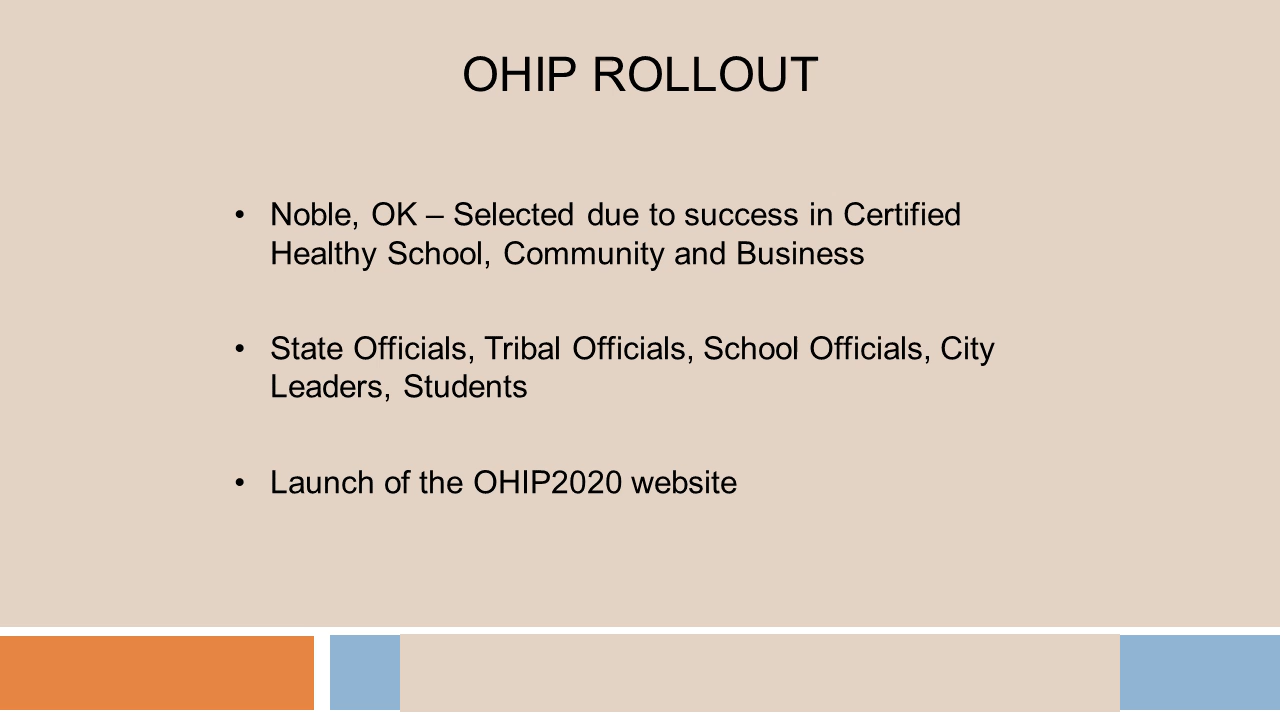 OHIP ROLLOUT
• Noble, OK – Selected due to success in Certified
Healthy School, Community and Business
• State Officials, Tribal Officials, School Officials, City
Leaders, Students
• Launch of the OHIP2020 website